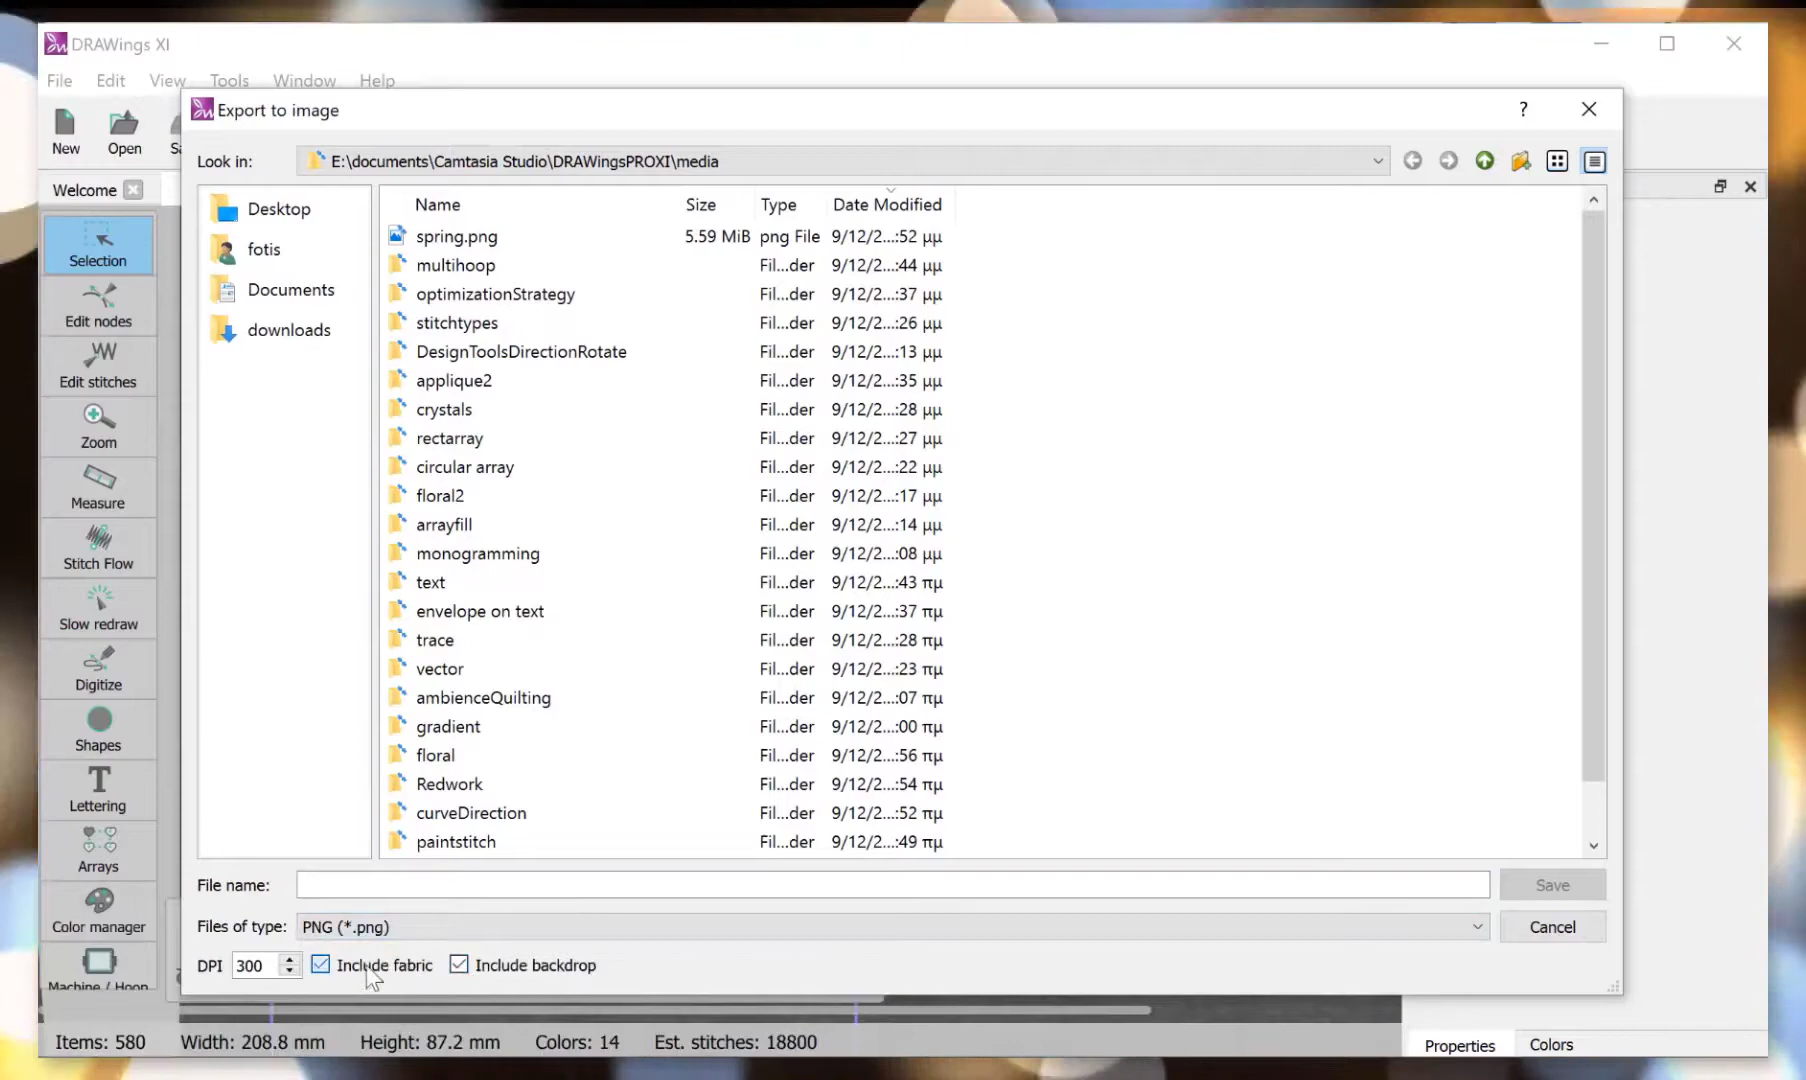 DRAWings XI
File Edit View Tools Window Help
Export to image
?
New Open
Look in: E:\documents\Camtasia Studio\DRAWingsPROXI\media
Welcome
Selection
Edit nodes
Edit stitches
Zoom
Measure
Stitch Flow
Slow redraw
Digitize
Shapes
Lettering
Arrays
Color manager
Machine / Hoop
Desktop
fotis
Documents
downloads
Name Size Type Date Modified
spring.png 5.59 MiB png File 9/12/2...:52 μμ
multihoop Fil...der 9/12/2...:44 μμ
optimizationStrategy Fil...der 9/12/2...:37 μμ
stitchtypes Fil...der 9/12/2...:26 μμ
DesignToolsDirectionRotate Fil...der 9/12/2...:13 μμ
applique2 Fil...der 9/12/2...:35 μμ
crystals Fil...der 9/12/2...:28 μμ
rectarray Fil...der 9/12/2...:27 μμ
circular array Fil...der 9/12/2...:22 μμ
floral2 Fil...der 9/12/2...:17 μμ
arrayfill Fil...der 9/12/2...:14 μμ
monogramming Fil...der 9/12/2...:08 μμ
text Fil...der 9/12/2...:43 πμ
envelope on text Fil...der 9/12/2...:37 πμ
trace Fil...der 9/12/2...:28 πμ
vector Fil...der 9/12/2...:23 πμ
ambienceQuilting Fil...der 9/12/2...:07 πμ
gradient Fil...der 9/12/2...:00 πμ
floral Fil...der 9/12/2...:56 πμ
Redwork Fil...der 9/12/2...:54 πμ
curveDirection Fil...der 9/12/2...:52 πμ
paintstitch Fil...der 9/12/2...:49 πμ
File name: Save
Files of type: PNG (*.png) Cancel
DPI 300 Include fabric Include backdrop
Items: 580 Width: 208.8 mm Height: 87.2 mm Colors: 14 Est. stitches: 18800
Properties Colors